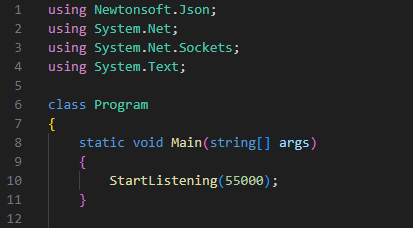 1 using Newtonsoft.Json;
2 using System.Net;
3 using System.Net.Sockets;
4 using System.Text;
5
6 class Program
7 {
8 static void Main(string[] args)
9 {
10 StartListening(55000);
11 }
12